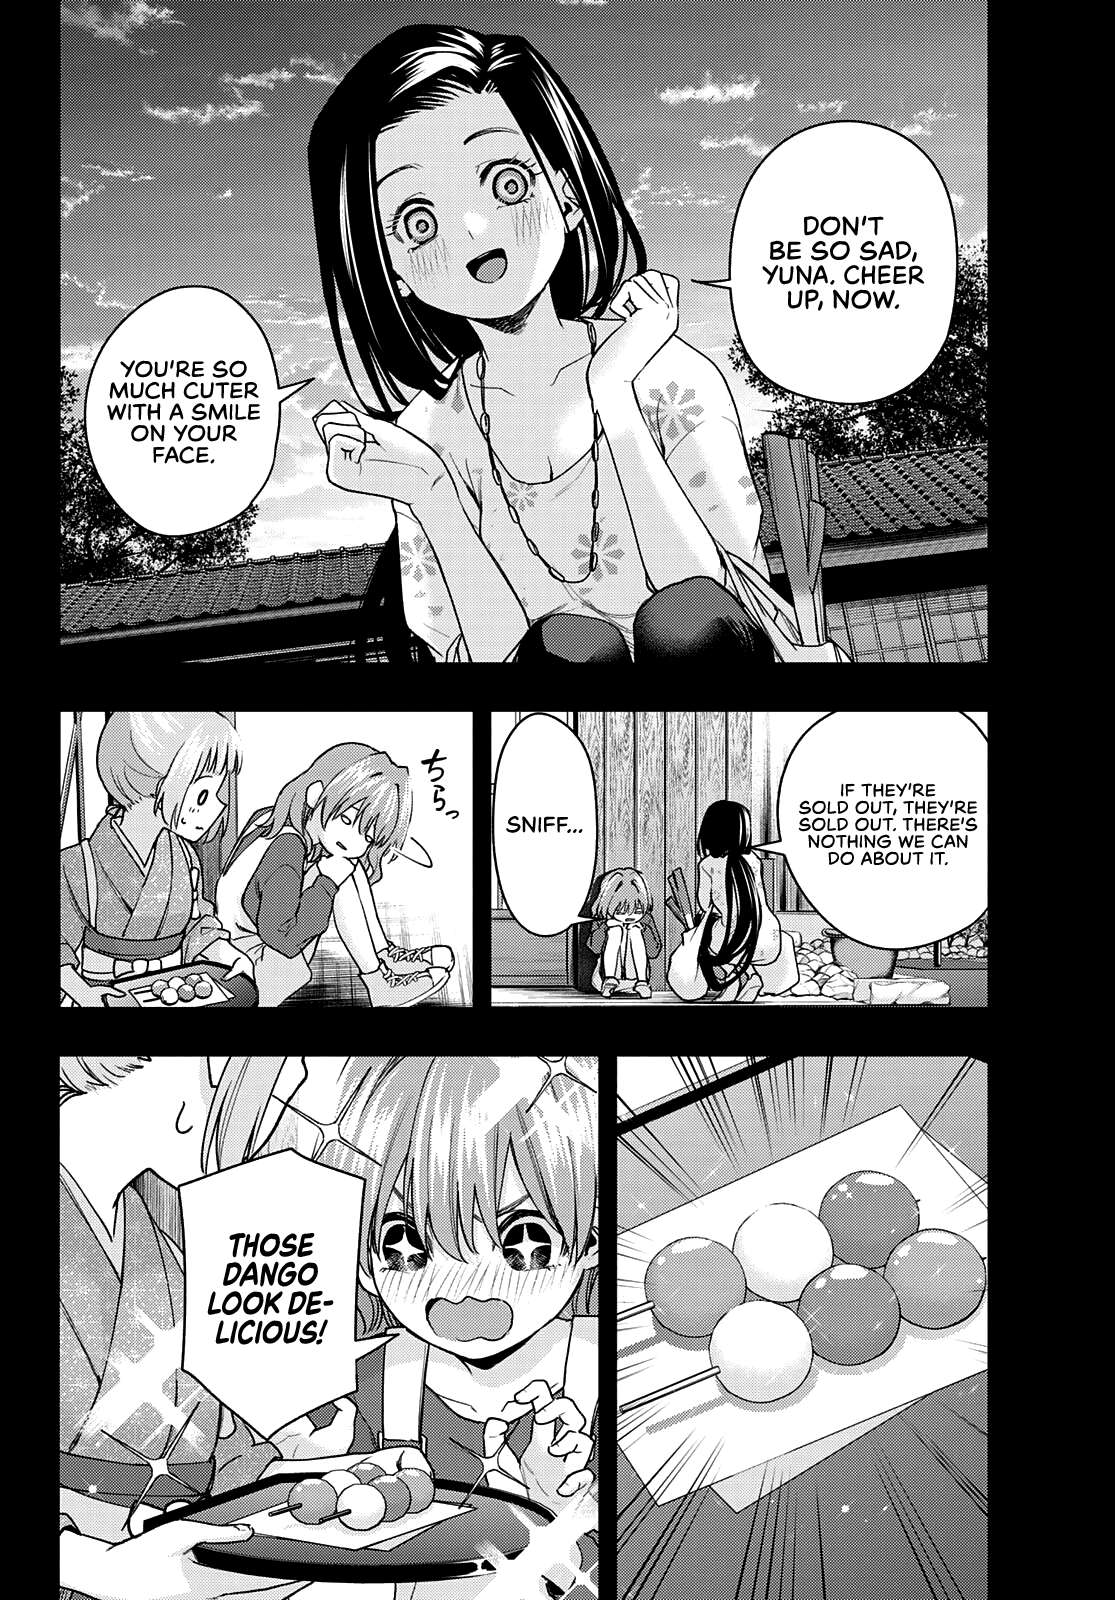 DON'T
BE SO SAD,
YUNA. CHEER
UP, NOW.
YOU'RE SO
MUCH CUTER
WITH A SMILE
ON YOUR
FACE.
IF THEY'RE
SOLD OUT, THEY'RE
SOLD OUT. THERE'S
NOTHING WE CAN
DO ABOUT IT.
SNIFF...
ちらっ
THOSE
DANGO
LOOK DE-
LICIOUS!